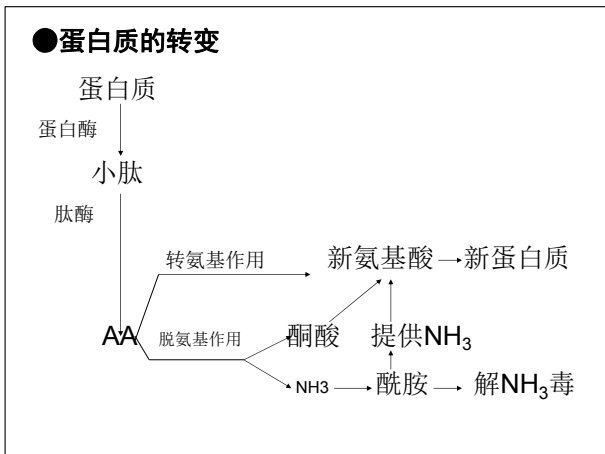 ●蛋白质的转变
蛋白质
蛋白酶
小肽
肽酶
转氨基作用 新氨基酸 新蛋白质
AA 脱氨基作用 酮酸 提供NH₃
NH3 酰胺 解NH₃毒